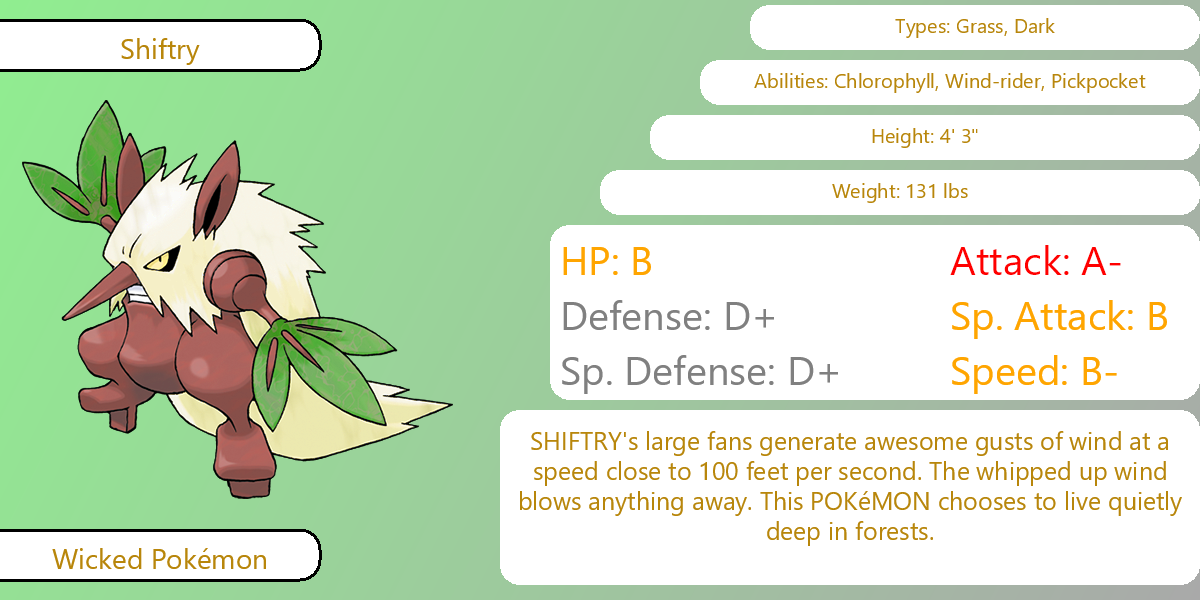 Shiftry
Types: Grass, Dark
Abilities: Chlorophyll, Wind-rider, Pickpocket
Height: 4' 3"
Weight: 131 lbs
HP: B
Attack: A-
Defense: D+
Sp. Attack: B
Sp. Defense: D+
Speed: B-
SHIFTRY's large fans generate awesome gusts of wind at a
speed close to 100 feet per second. The whipped up wind
blows anything away. This POKéMON chooses to live quietly
deep in forests.
Wicked Pokémon